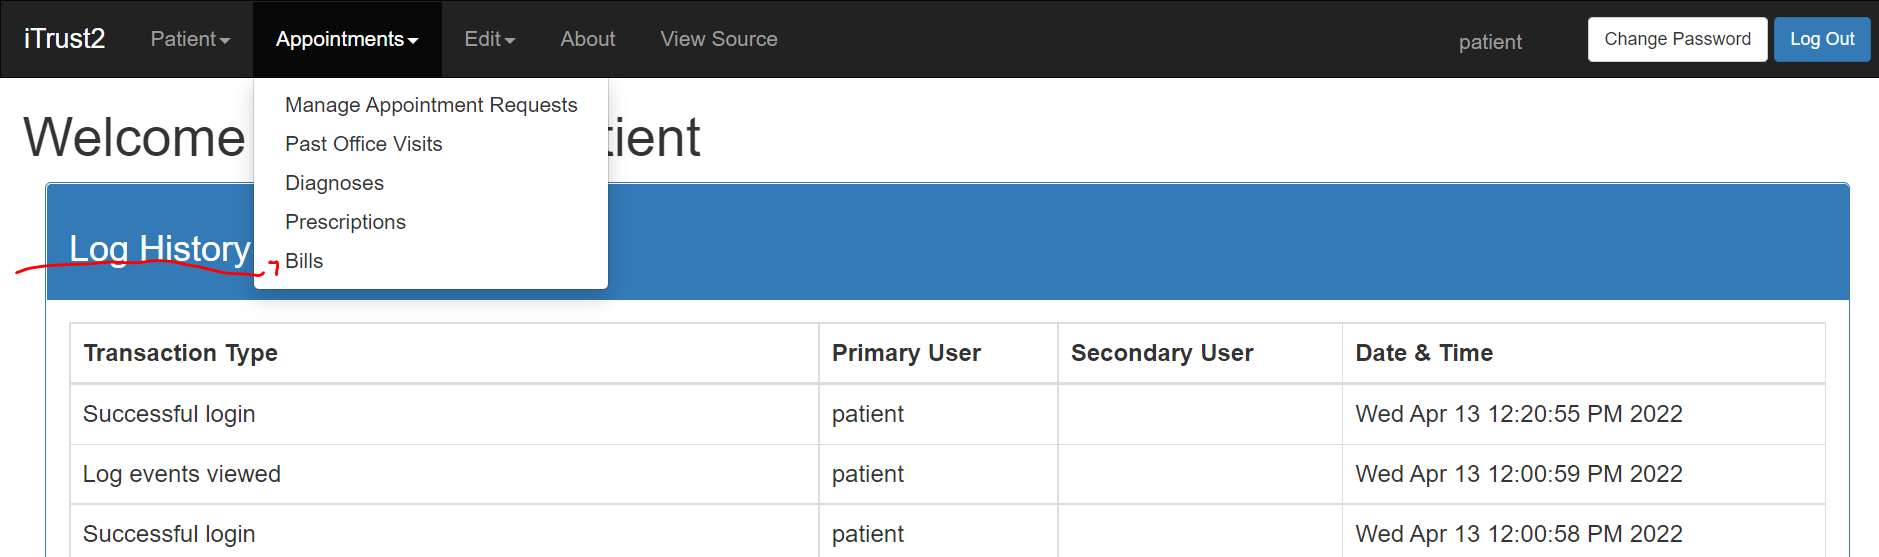 iTrust2 Patient Appointments Edit About View Source patient Change Password Log Out
Manage Appointment Requests
Welcome tient
Past Office Visits
Diagnoses
Prescriptions
Log History
Bills
Transaction Type Primary User Secondary User Date & Time
Successful login patient Wed Apr 13 12:20:55 PM 2022
Log events viewed patient Wed Apr 13 12:00:59 PM 2022
Successful login patient Wed Apr 13 12:00:58 PM 2022